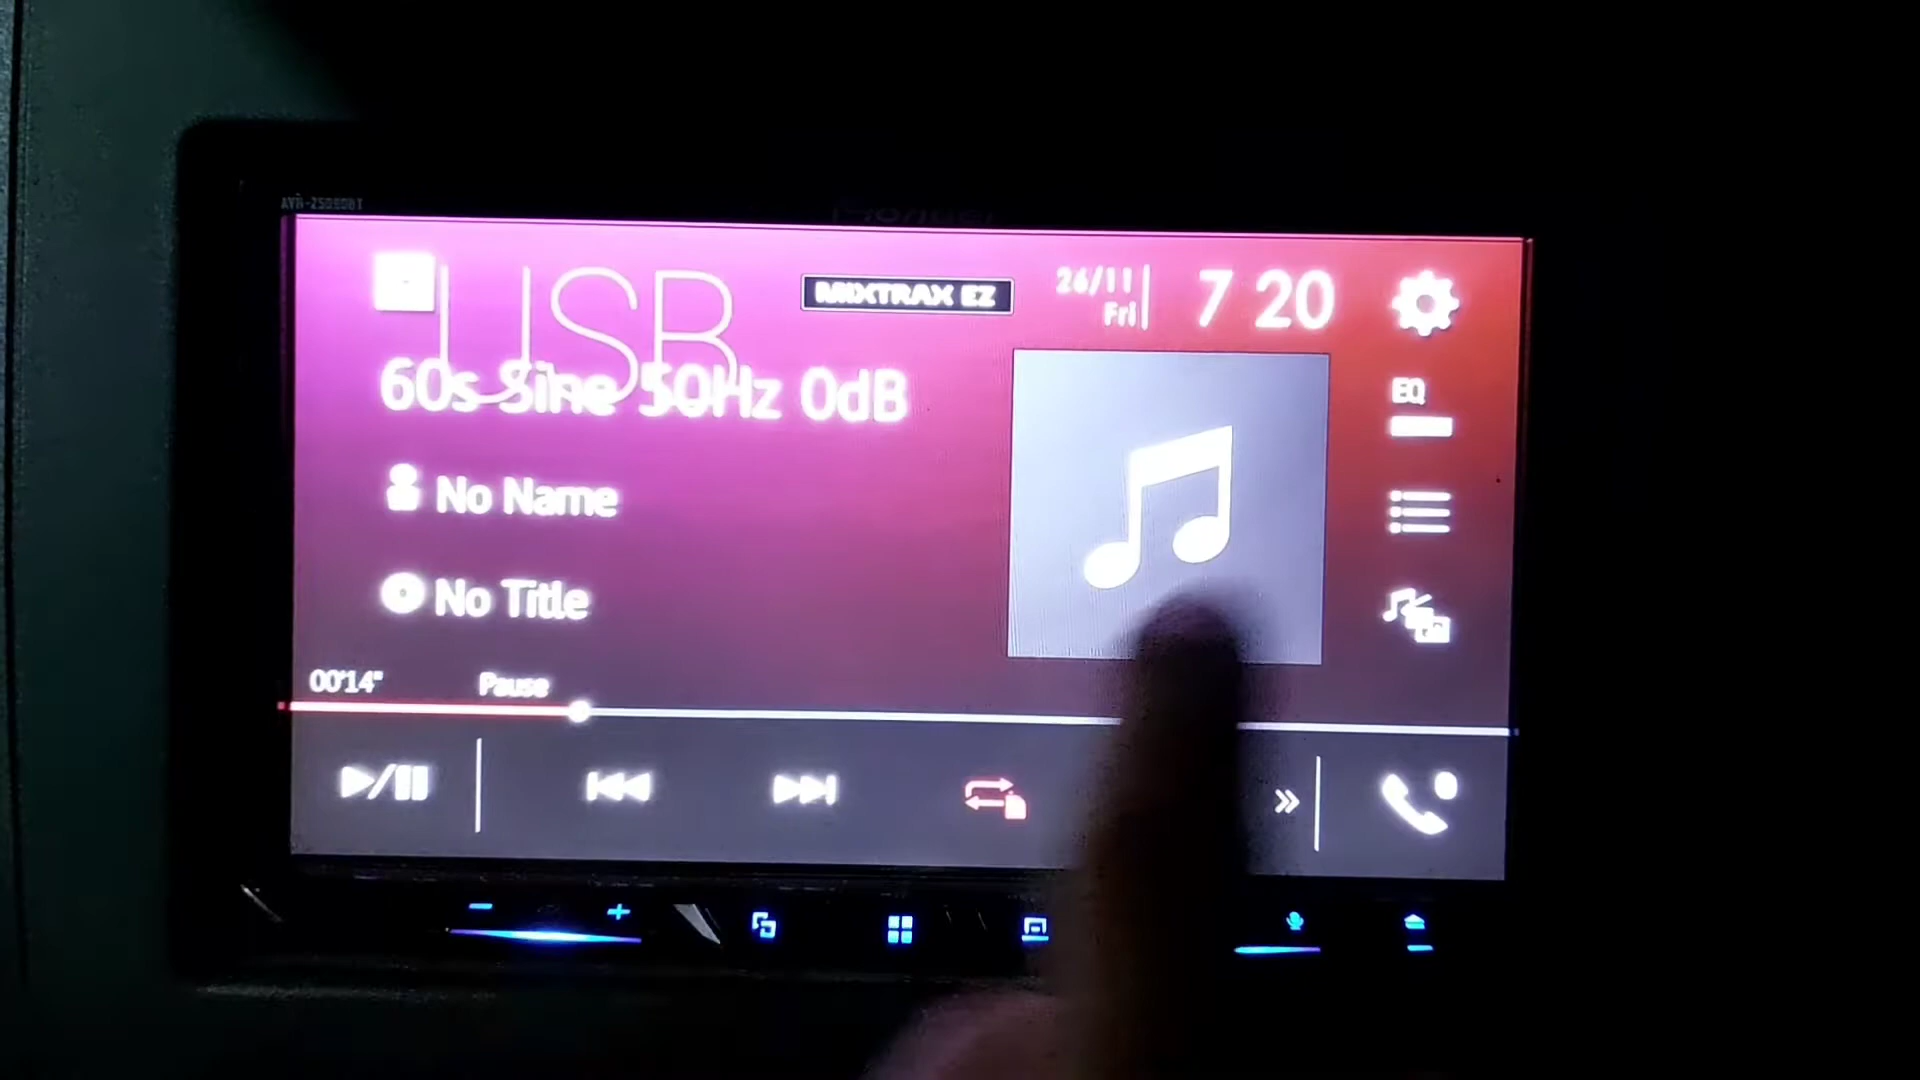 USB
MIXTRAX EZ
26/11
Fri
7 20
60s Sine 50Hz 0dB
EQ
No Name
No Title
00'14"
Pause